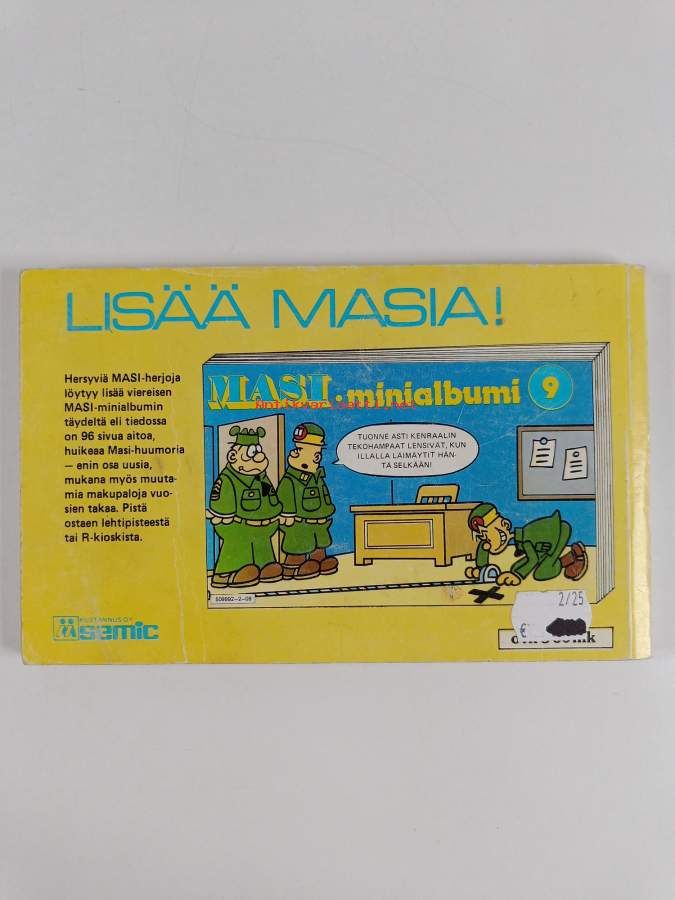 LISÄÄ MASIA!
Hersyviä MASI-herjoja
löytyy lisää viereisen
MASI-minialbumin
täydeltä eli tiedossa
on 96 sivua aitoa,
huikeaa Masi-huumoria
— enin osa uusia,
mukana myös muuta-
mia makupaloja vuo-
sien takaa. Pistä
ostaen lehtipisteestä
tai R-kioskista.
MASI-minialbumi 9
TUONNE ASTI KENRAALIN
TEKOHAMPAAT LENSIVÄT, KUN
ILLALLA LÄIMÄYTIT HÄN-
TÄ SELKÄÄN!
KUSTANNUS OY
semic
2/25
€